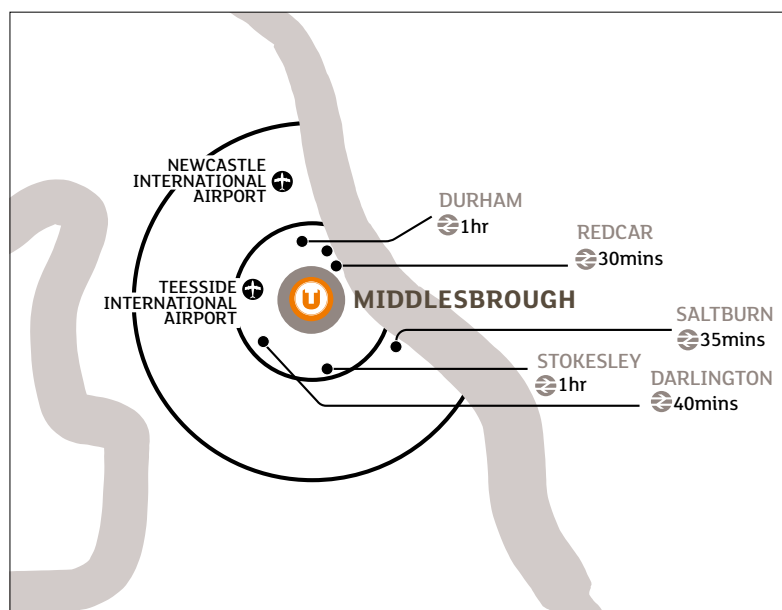 NEWCASTLE
INTERNATIONAL
AIRPORT
DURHAM
1hr
REDCAR
30mins
TEESSIDE
INTERNATIONAL
AIRPORT
MIDDLESBROUGH
SALTBURN
35mins
STOKESLEY
1hr
DARLINGTON
40mins